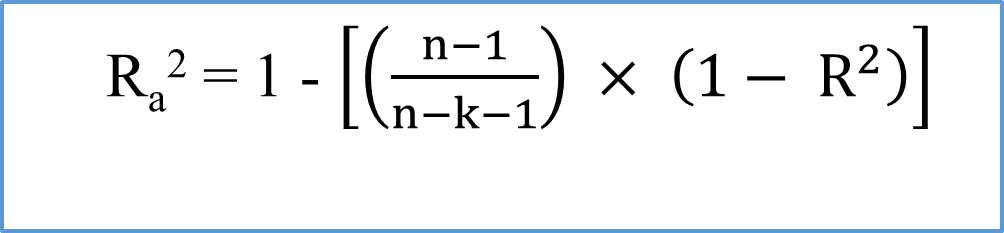 Rₐ² = 1 - [((n−1)/(n−k−1)) × (1 − R²)]